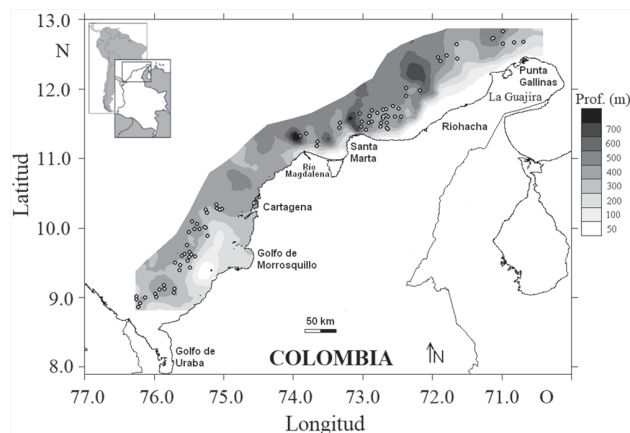 13.0
N
12.0
11.0
10.0
9.0
8.0
Latitud
Punta
Gallinas
La Guajira
Riohacha
Santa
Marta
Río
Magdalena
Cartagena
Golfo de
Morrosquillo
Golfo de
Uraba
50 km
COLOMBIA
N
Prof. (m)
700
600
500
400
300
200
100
50
77.0 76.0 75.0 74.0 73.0 72.0 71.0 O
Longitud